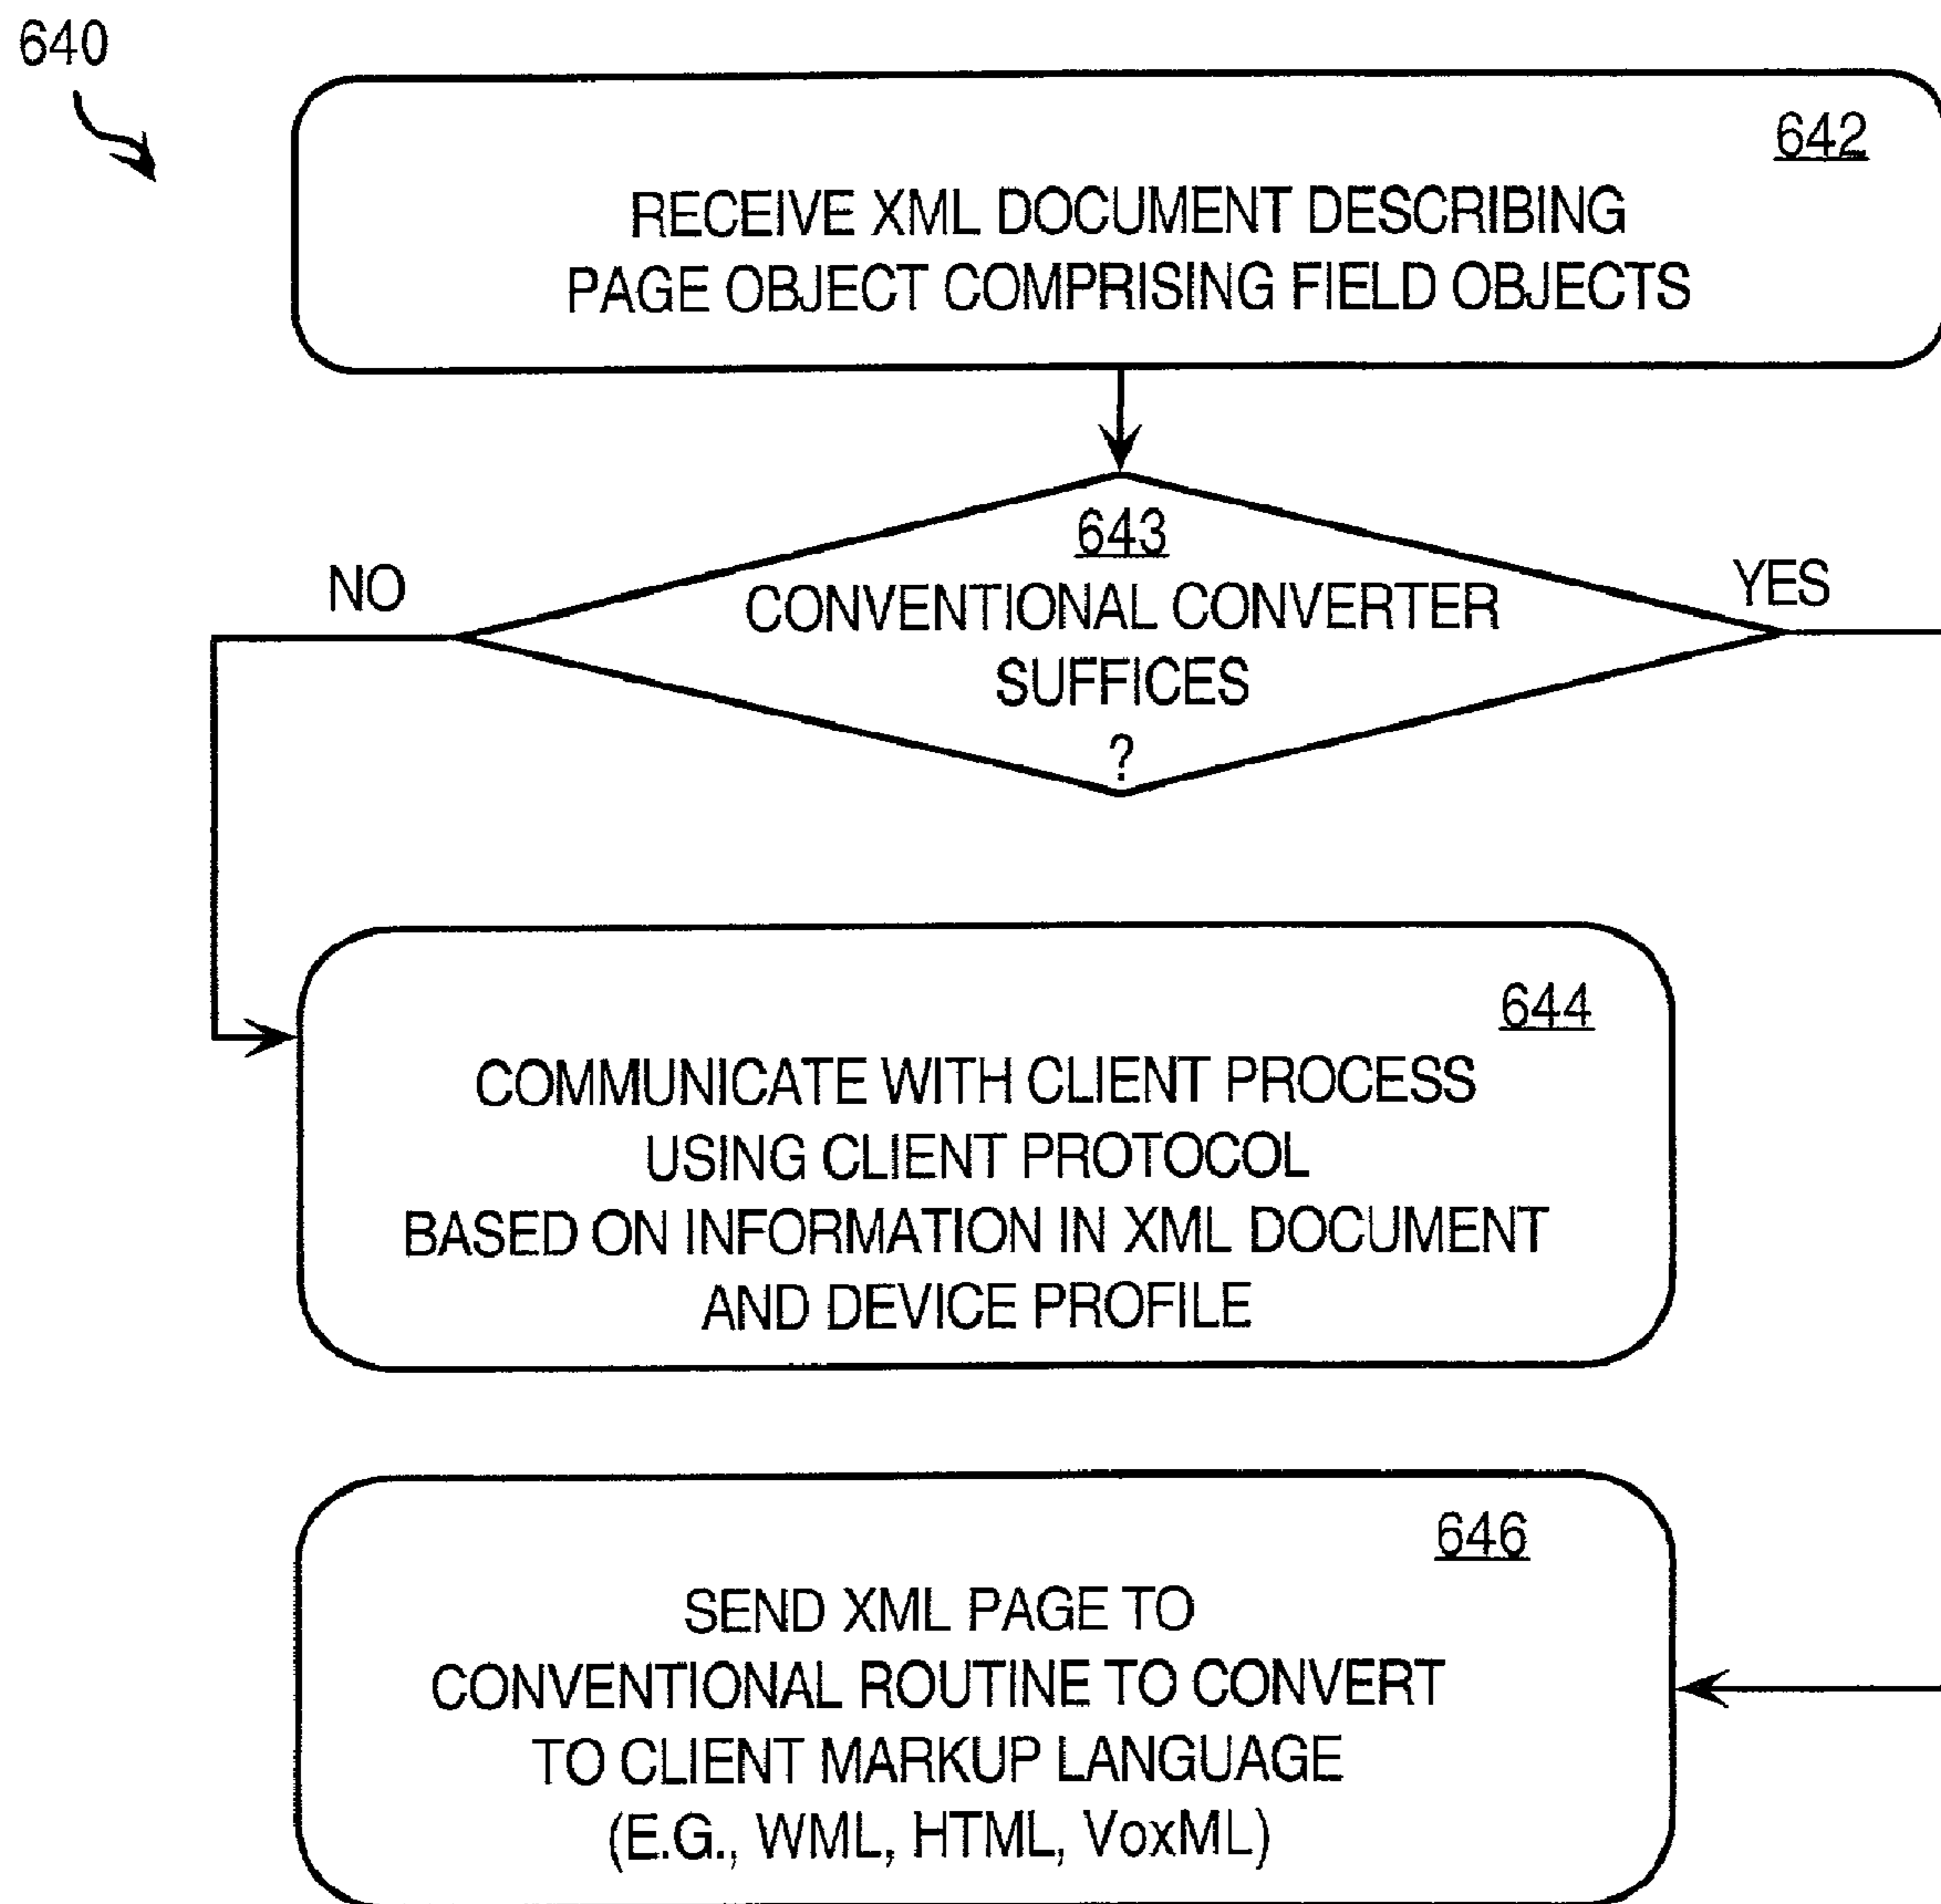 640
642
RECEIVE XML DOCUMENT DESCRIBING
PAGE OBJECT COMPRISING FIELD OBJECTS
643
NO
YES
CONVENTIONAL CONVERTER
SUFFICES
?
644
COMMUNICATE WITH CLIENT PROCESS
USING CLIENT PROTOCOL
BASED ON INFORMATION IN XML DOCUMENT
AND DEVICE PROFILE
646
SEND XML PAGE TO
CONVENTIONAL ROUTINE TO CONVERT
TO CLIENT MARKUP LANGUAGE
(E.G., WML, HTML, VoxML)